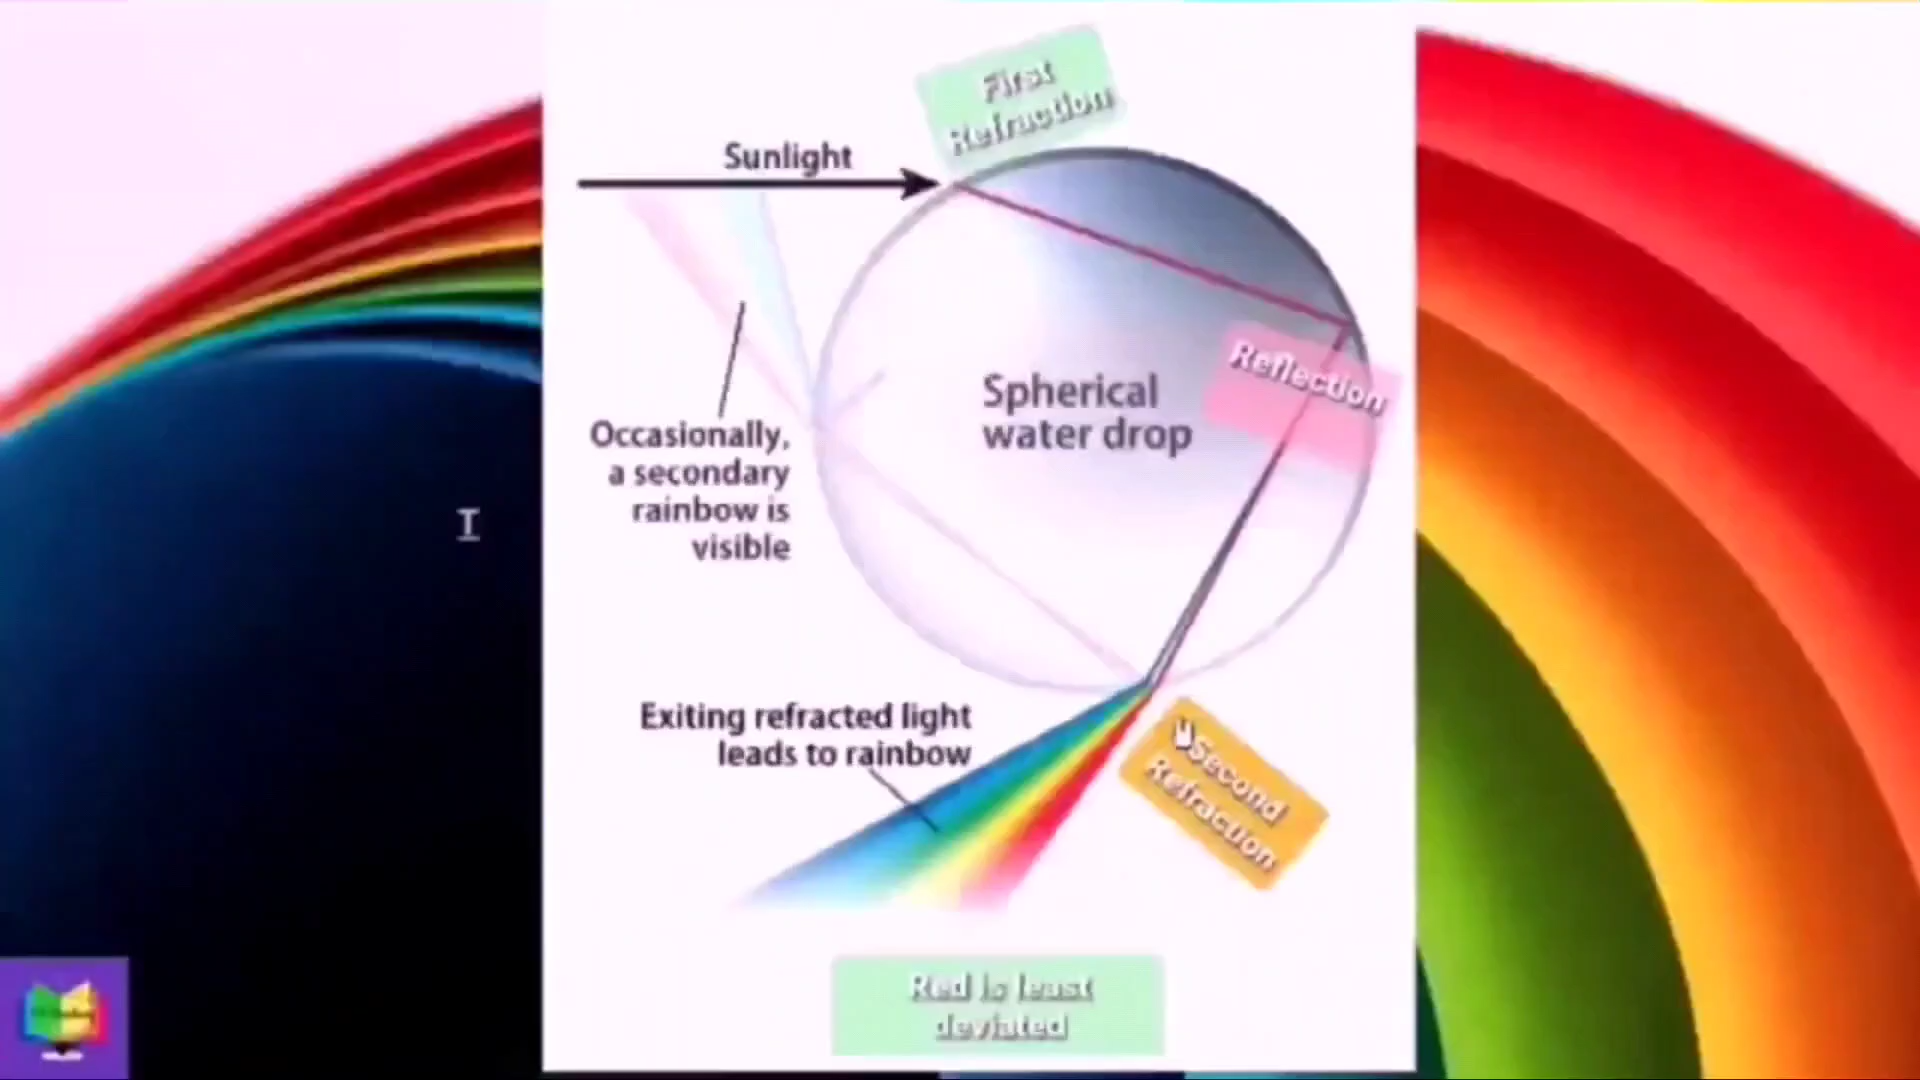 First
Refraction
Sunlight
Reflection
Spherical
water drop
Occasionally,
a secondary
rainbow is
visible
Exiting refracted light
leads to rainbow
Second
Refraction
Red is least
deviated